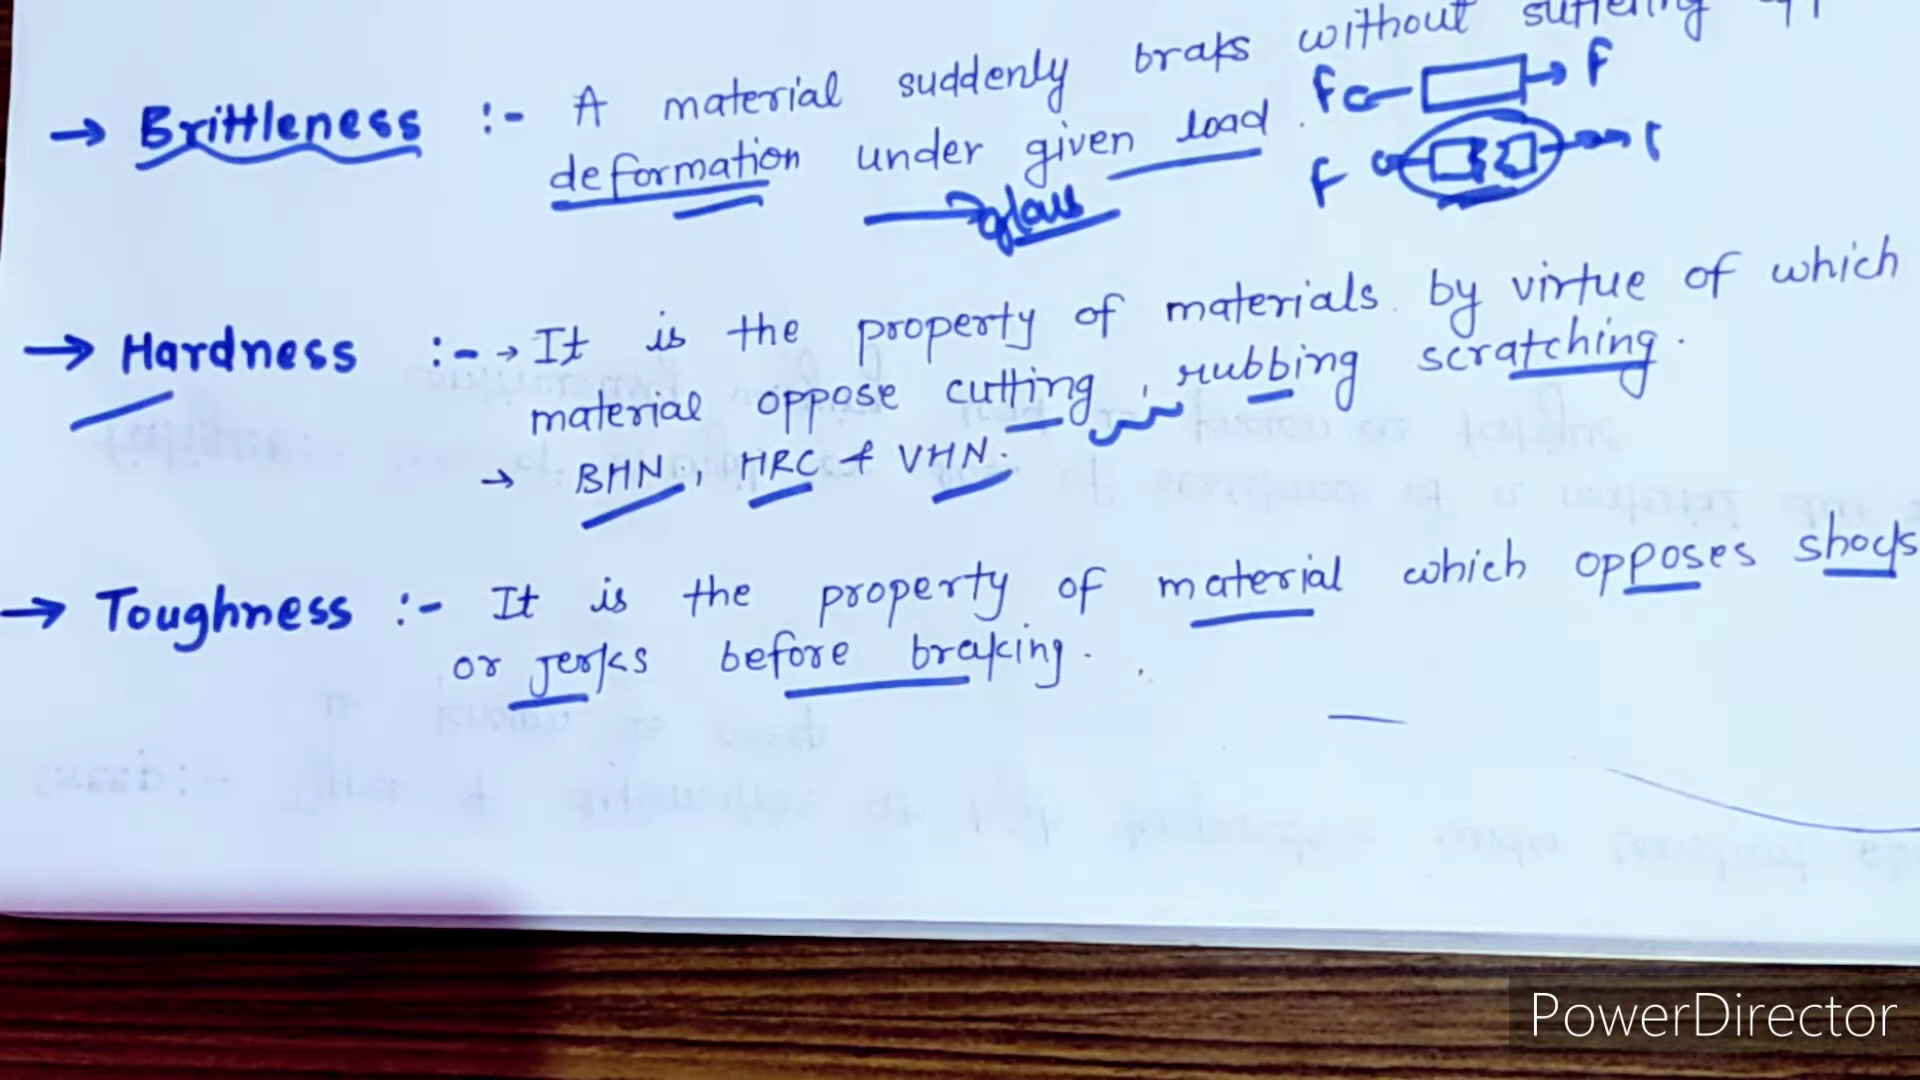 → Brittleness :- A material suddenly braks without suffering
deformation under given load . F F
→ glass F F
→ Hardness :- → It is the property of materials by virtue of which
material oppose cutting , rubbing scratching .
→ BHN , HRC & VHN .
→ Toughness :- It is the property of material which opposes shocks
or jerks before braking .
PowerDirector